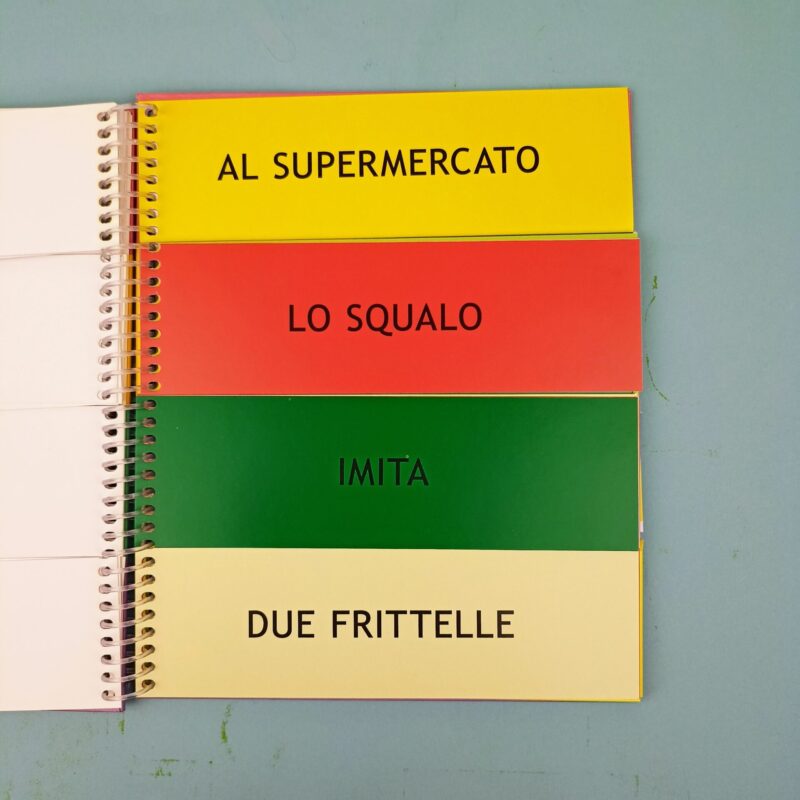 AL SUPERMERCATO
LO SQUALO
IMITA
DUE FRITTELLE